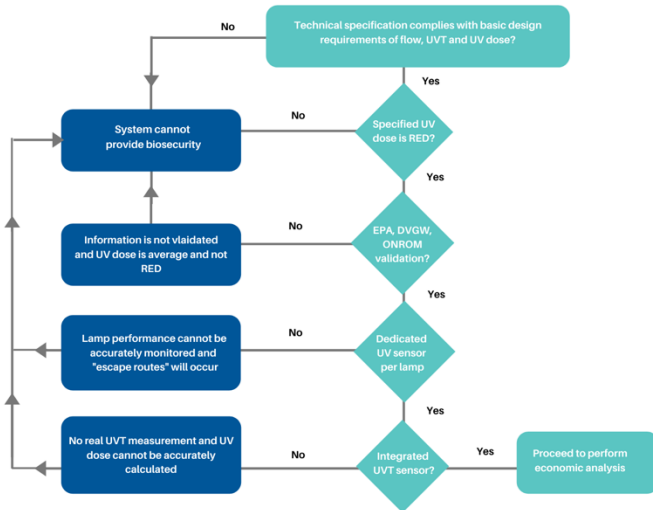 Technical specification complies with basic design
requirements of flow, UVT and UV dose?
No
Yes
System cannot
provide biosecurity
No
Specified UV
dose is RED?
Yes
Information is not vlaidated
and UV dose is average and not
RED
No
EPA, DVGW,
ONROM
validation?
Yes
Lamp performance cannot be
accurately monitored and
"escape routes" will occur
No
Dedicated
UV sensor
per lamp
Yes
No real UVT measurement and UV
dose cannot be accurately
calculated
No
Integrated
UVT sensor?
Yes
Proceed to perform
economic analysis